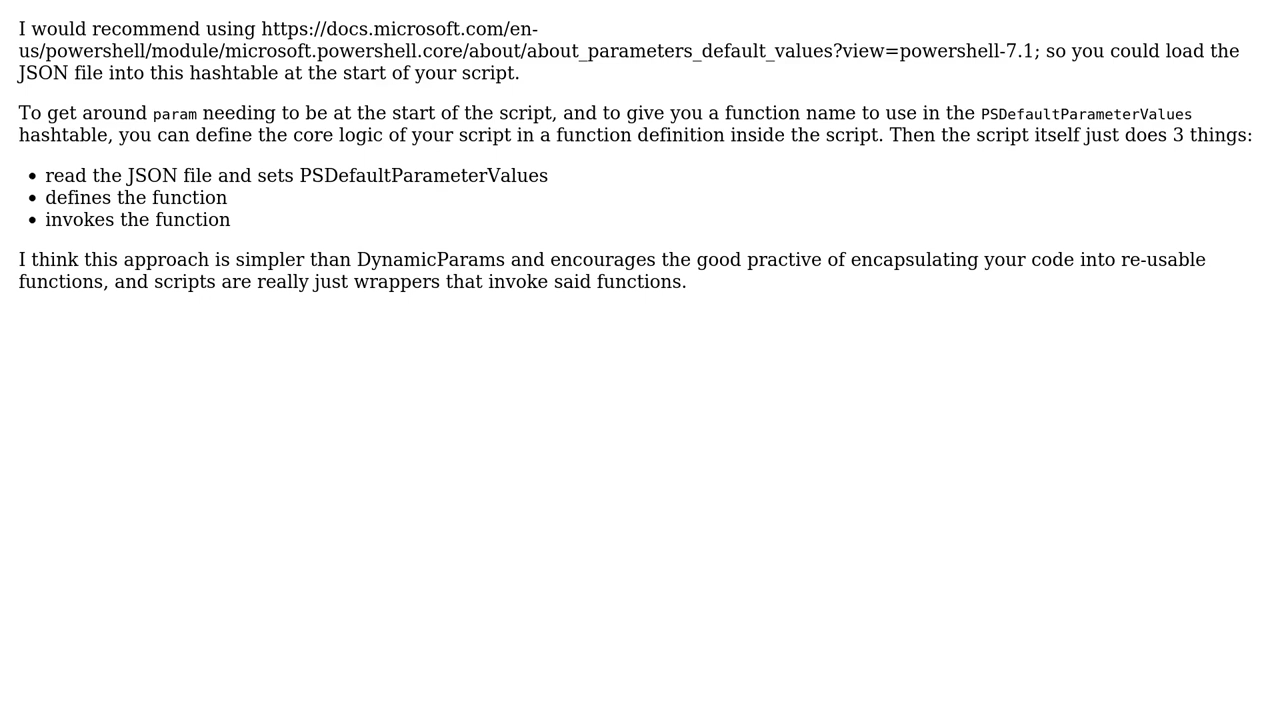 I would recommend using https://docs.microsoft.com/en-
us/powershell/module/microsoft.powershell.core/about/about_parameters_default_values?view=powershell-7.1; so you could load the
JSON file into this hashtable at the start of your script.
To get around param needing to be at the start of the script, and to give you a function name to use in the PSDefaultParameterValues
hashtable, you can define the core logic of your script in a function definition inside the script. Then the script itself just does 3 things:
• read the JSON file and sets PSDefaultParameterValues
• defines the function
• invokes the function
I think this approach is simpler than DynamicParams and encourages the good practive of encapsulating your code into re-usable
functions, and scripts are really just wrappers that invoke said functions.